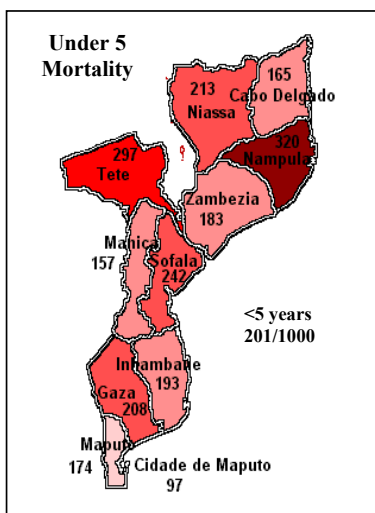 Under 5
Mortality
165
213
Cabo Delgado
Niassa
320
Nampula
297
Tete
Zambezia
183
Manica
157
Sofala
242
<5 years
201/1000
Inhambane
193
Gaza
208
Maputo
174
Cidade de Maputo
97